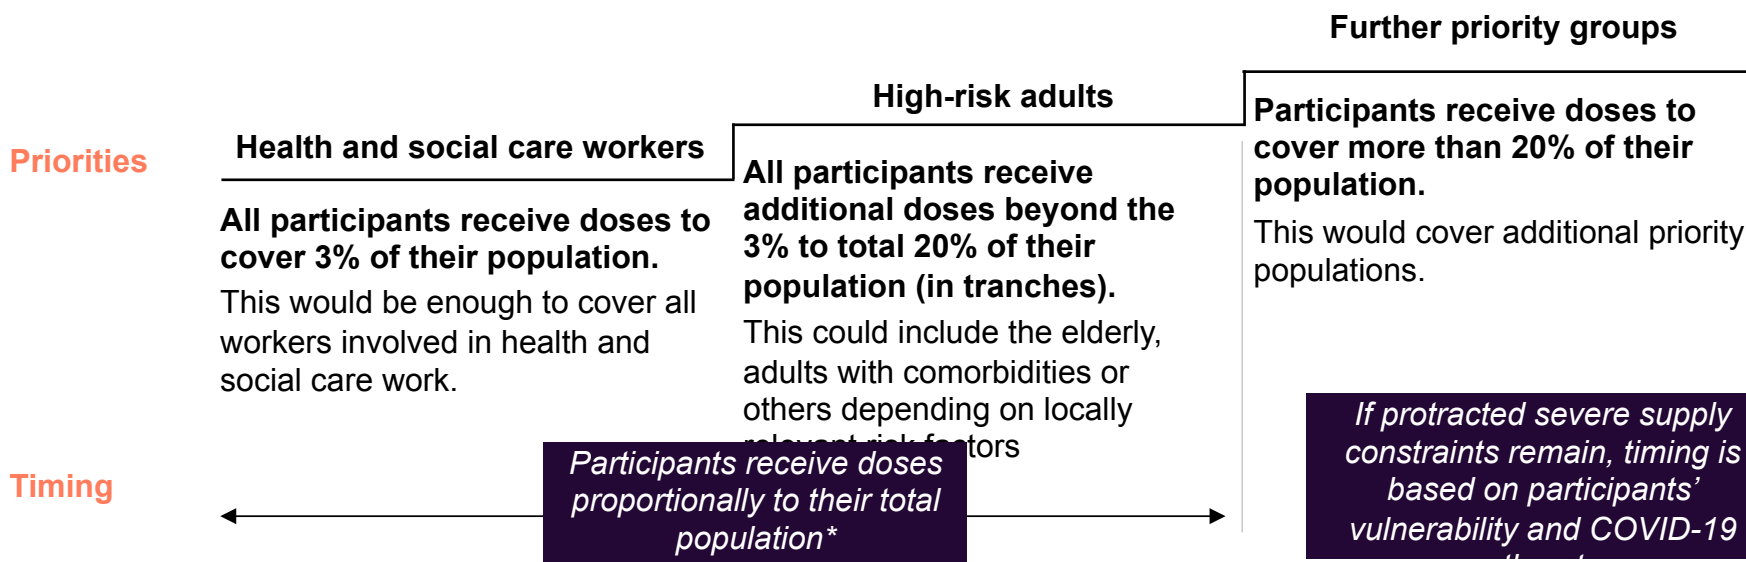 Further priority groups
High-risk adults
Health and social care workers
Priorities
All participants receive doses to
cover 3% of their population.
This would be enough to cover all
workers involved in health and
social care work.
All participants receive
additional doses beyond the
3% to total 20% of their
population (in tranches).
This could include the elderly,
adults with comorbidities or
others depending on locally
relevant risk factors
Participants receive doses to
cover more than 20% of their
population.
This would cover additional priority
populations.
Timing
Participants receive doses
proportionally to their total
population*
If protracted severe supply
constraints remain, timing is
based on participants’
vulnerability and COVID-19